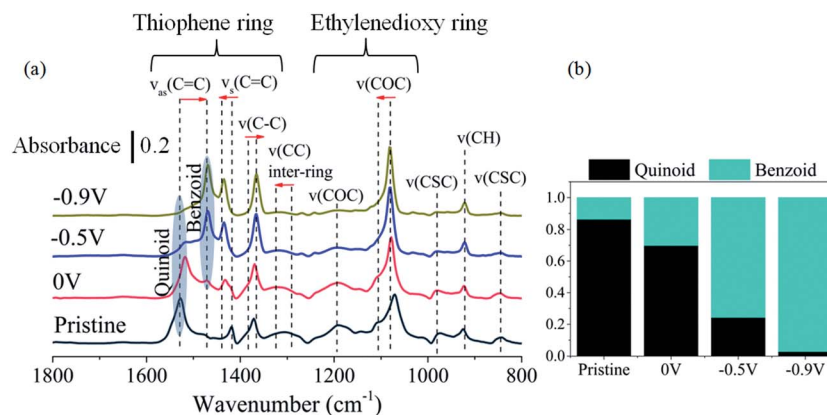 Thiophene ring
Ethylenedioxy ring
(a)
(b)
vas(C=C)
vs(C=C)
v(COC)
Absorbance 0.2
v(C-C)
v(CC)
inter-ring
v(COC)
v(CSC)
v(CH)
v(CSC)
-0.9V
-0.5V
0V
Pristine
Quinoid
Benzoid
1800 1600 1400 1200 1000 800
Wavenumber (cm-1)
Quinoid Benzoid
1.0
0.8
0.6
0.4
0.2
0.0
Pristine 0V -0.5V -0.9V